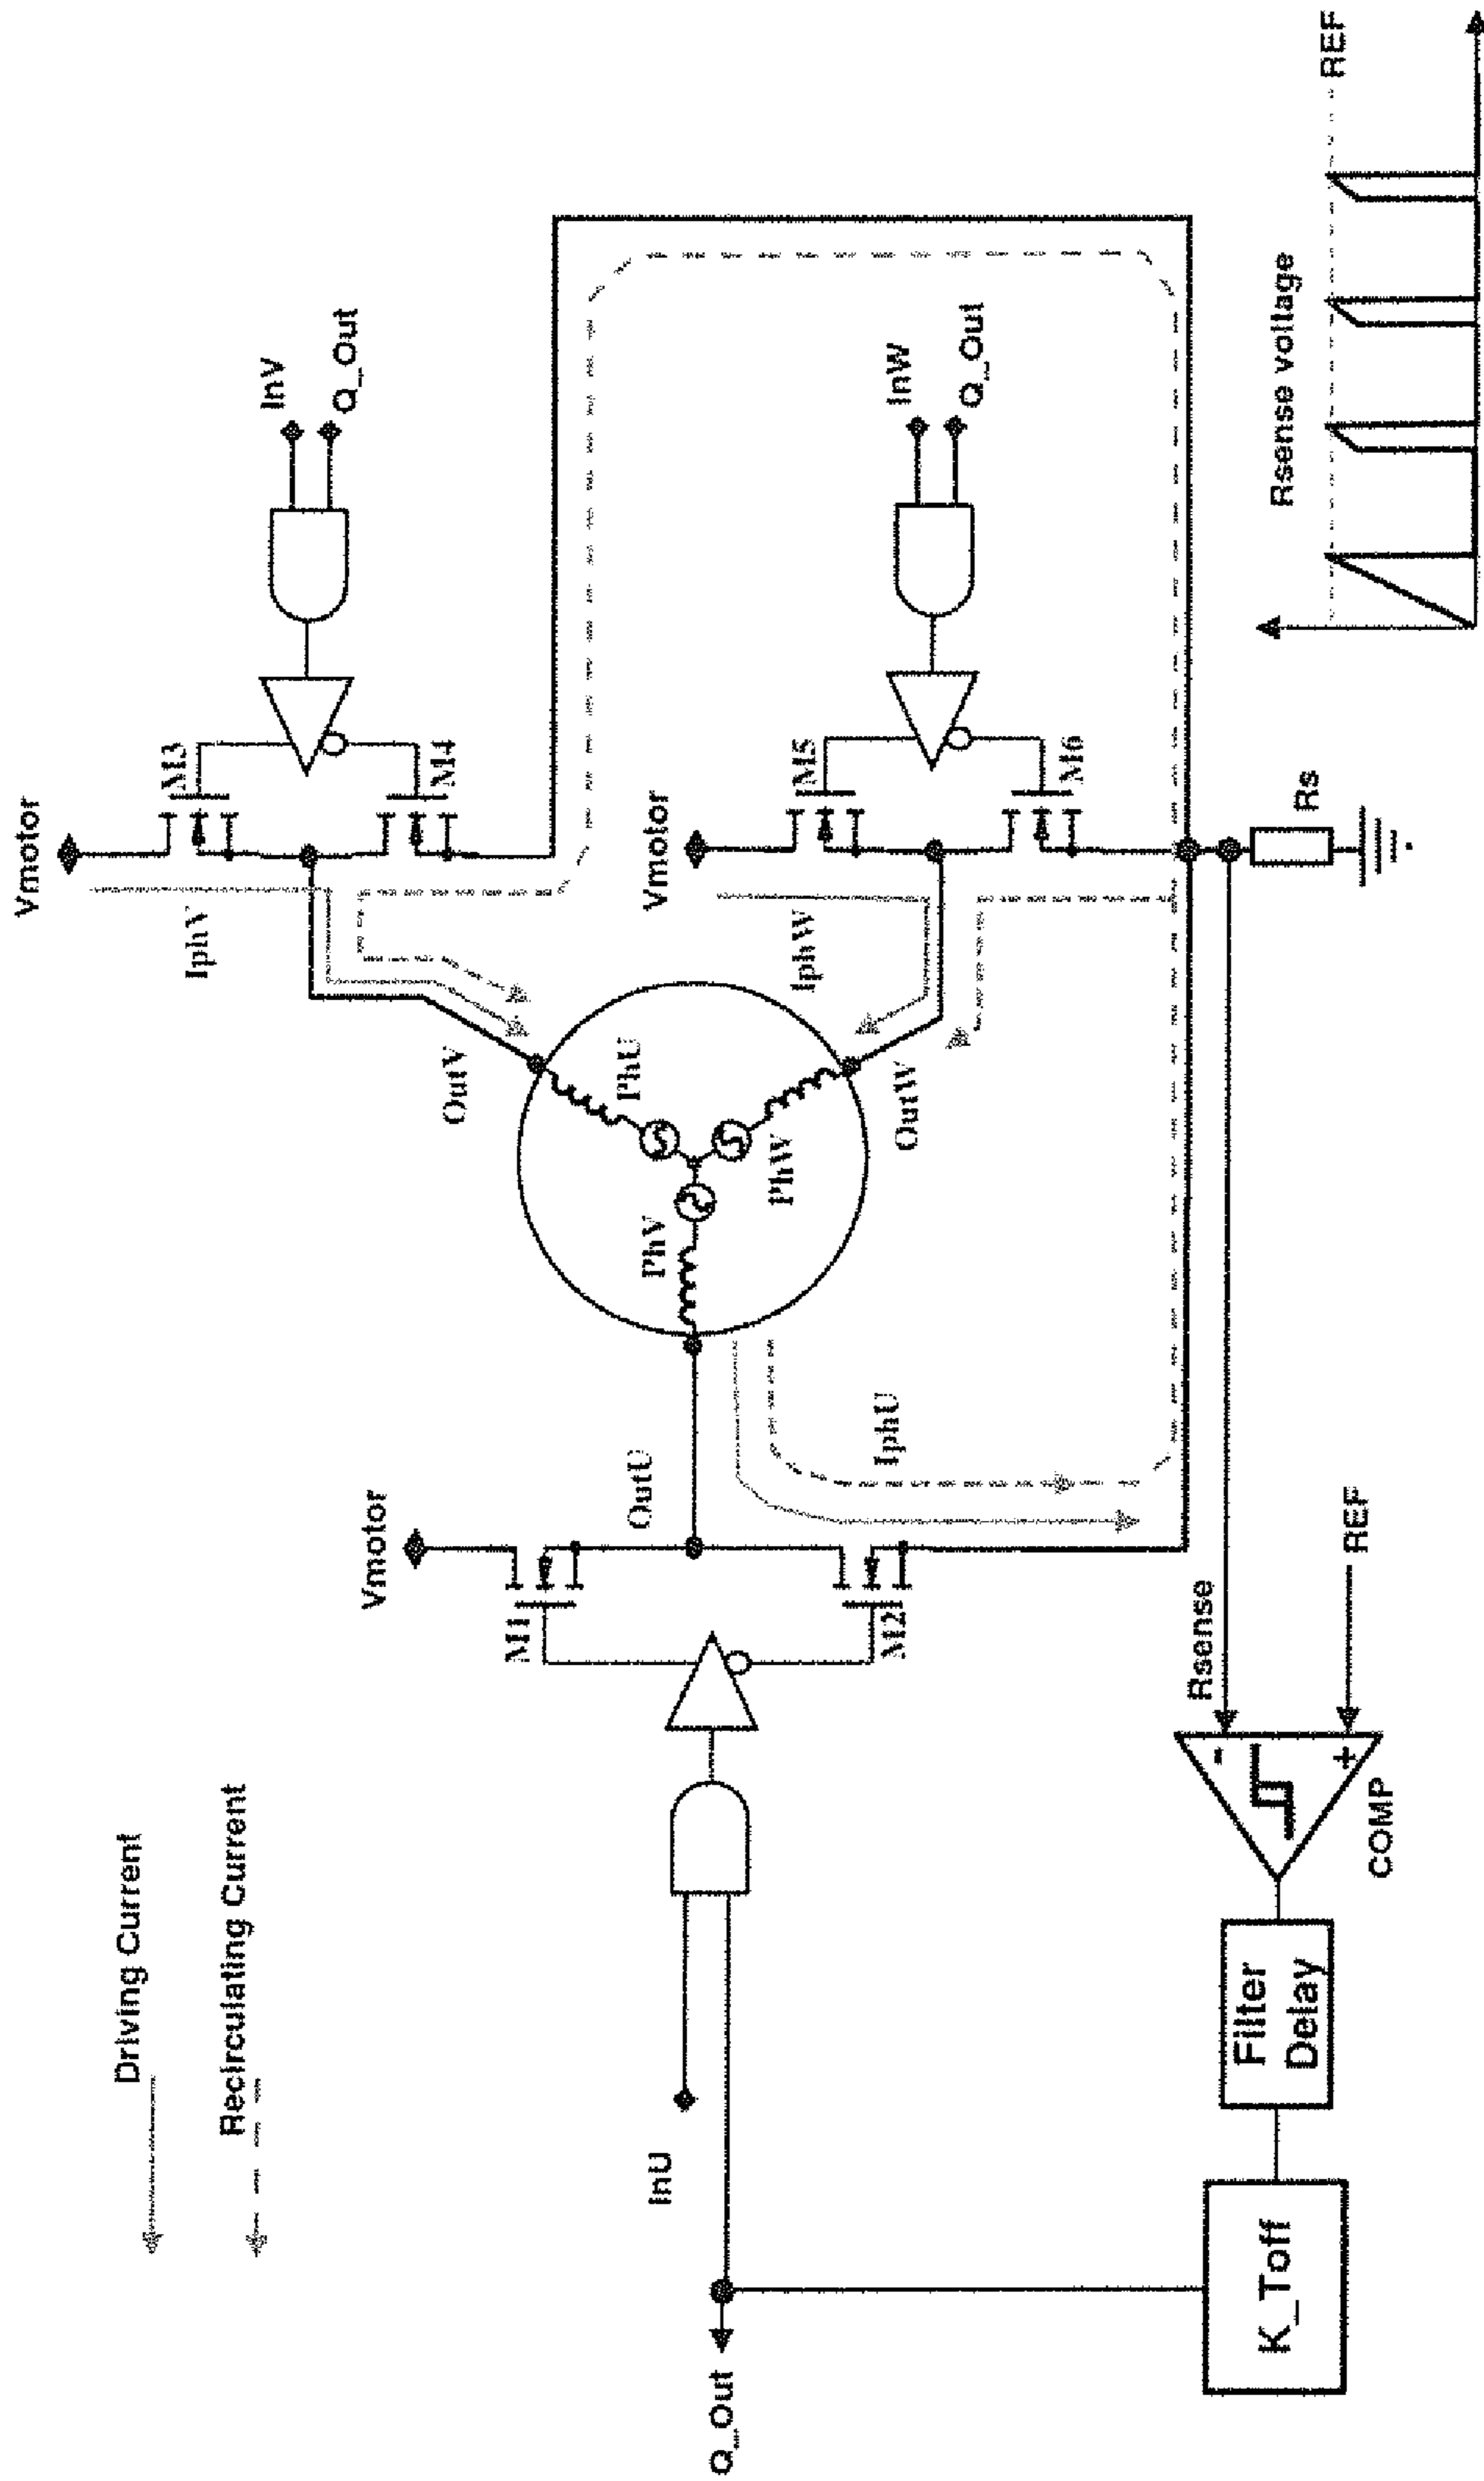 Driving Current
Recirculating Current
Vmotor
Vmotor
Vmotor
M3
M4
InV
Q_Out
IphV
OutV
M1
M2
OutU
PhV
PhU
PhW
OutW
IphW
M5
M6
InW
Q_Out
InU
Q_Out
IphU
Rsense
REF
-
+
COMP
Filter
Delay
K_Toff
Rs
Rsense voltage
REF